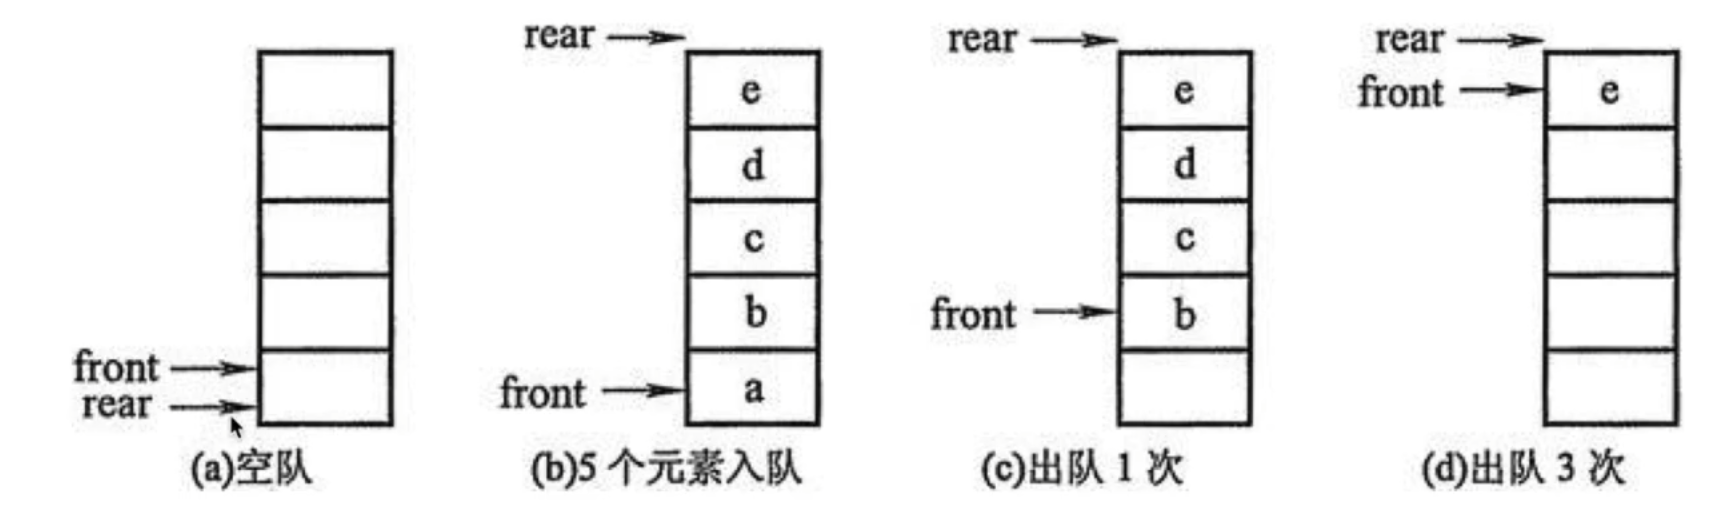 front
rear
(a)空队
rear
e
d
c
b
front
a
(b)5 个元素入队
rear
e
d
c
front
b
(c)出队 1 次
rear
front
e
(d)出队 3 次